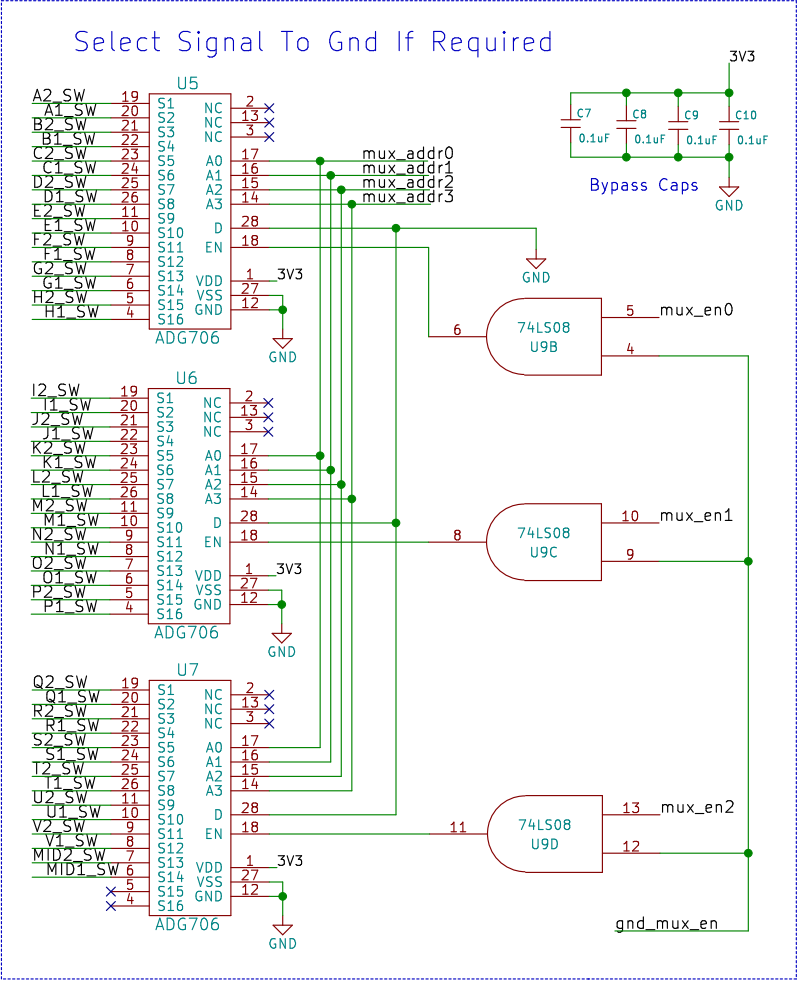 Select Signal To Gnd If Required
3V3
C7 0.1uF C8 0.1uF C9 0.1uF C10 0.1uF
Bypass Caps
GND
U5
A2_SW 19 S1 NC 2
A1_SW 20 S2 NC 13
B2_SW 21 S3 NC 3
B1_SW 22 S4
C2_SW 23 S5 A0 17 mux_addr0
C1_SW 24 S6 A1 16 mux_addr1
D2_SW 25 S7 A2 15 mux_addr2
D1_SW 26 S8 A3 14 mux_addr3
E2_SW 11 S9
E1_SW 10 S10 D 28
F2_SW 9 S11 EN 18
F1_SW 8 S12
G2_SW 7 S13 VDD 1 3V3
G1_SW 6 S14 VSS 27
H2_SW 5 S15 GND 12
H1_SW 4 S16
ADG706
GND
GND
6 74LS08 U9B 5 mux_en0
4
U6
I2_SW 19 S1 NC 2
I1_SW 20 S2 NC 13
J2_SW 21 S3 NC 3
J1_SW 22 S4
K2_SW 23 S5 A0 17
K1_SW 24 S6 A1 16
L2_SW 25 S7 A2 15
L1_SW 26 S8 A3 14
M2_SW 11 S9
M1_SW 10 S10 D 28
N2_SW 9 S11 EN 18
N1_SW 8 S12
O2_SW 7 S13 VDD 1 3V3
O1_SW 6 S14 VSS 27
P2_SW 5 S15 GND 12
P1_SW 4 S16
ADG706
GND
8 74LS08 U9C 10 mux_en1
9
U7
Q2_SW 19 S1 NC 2
Q1_SW 20 S2 NC 13
R2_SW 21 S3 NC 3
R1_SW 22 S4
S2_SW 23 S5 A0 17
S1_SW 24 S6 A1 16
T2_SW 25 S7 A2 15
T1_SW 26 S8 A3 14
U2_SW 11 S9
U1_SW 10 S10 D 28
V2_SW 9 S11 EN 18
V1_SW 8 S12
MID2_SW 7 S13 VDD 1 3V3
MID1_SW 6 S14 VSS 27
5 S15 GND 12
4 S16
ADG706
GND
11 74LS08 U9D 13 mux_en2
12
gnd_mux_en